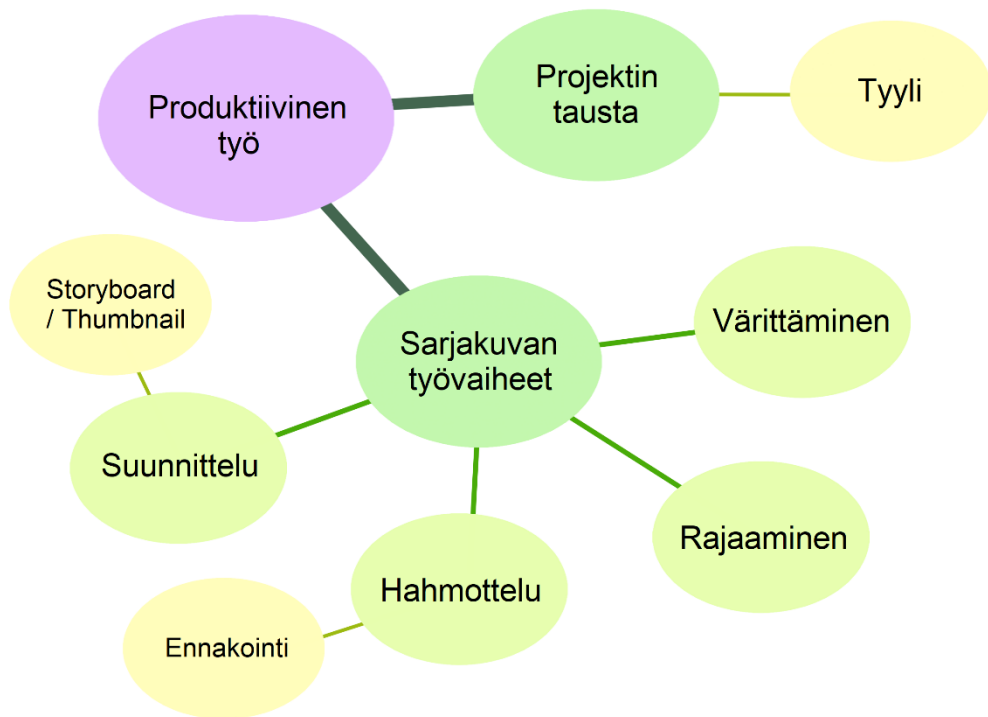 Produktiivinen
työ
Projektin
tausta
Tyyli
Storyboard
/ Thumbnail
Sarjakuvan
työvaiheet
Värittäminen
Suunnittelu
Rajaaminen
Hahmottelu
Ennakointi